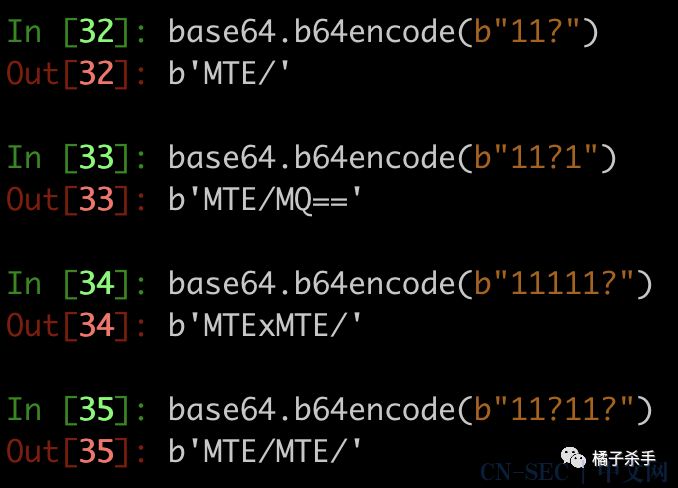 In [32]: base64.b64encode(b"11?")
Out[32]: b'MTE/'
In [33]: base64.b64encode(b"11?1")
Out[33]: b'MTE/MQ=='
In [34]: base64.b64encode(b"11111?")
Out[34]: b'MTExMTE/'
In [35]: base64.b64encode(b"11?11?")
Out[35]: b'MTE/MTE/'
橘子杀手
CN-SEC | 中文网